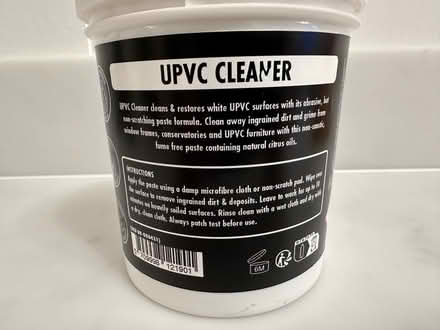 UPVC CLEANER
UPVC Cleaner cleans & restores white UPVC surfaces with its abrasive, but
non-scratching paste formula. Clean away ingrained dirt and grime from
window frames, conservatories and UPVC furniture with this non-caustic,
fume free paste containing natural citrus oils.
INSTRUCTIONS
Apply the paste using a damp microfibre cloth or non-scratch pad. Wipe over
the surface to remove ingrained dirt & deposits. Leave to work for up to 10
minutes on heavily soiled surfaces. Rinse clean with a wet cloth and dry with
a dry, clean cloth. Always patch test before use.
121901
6M